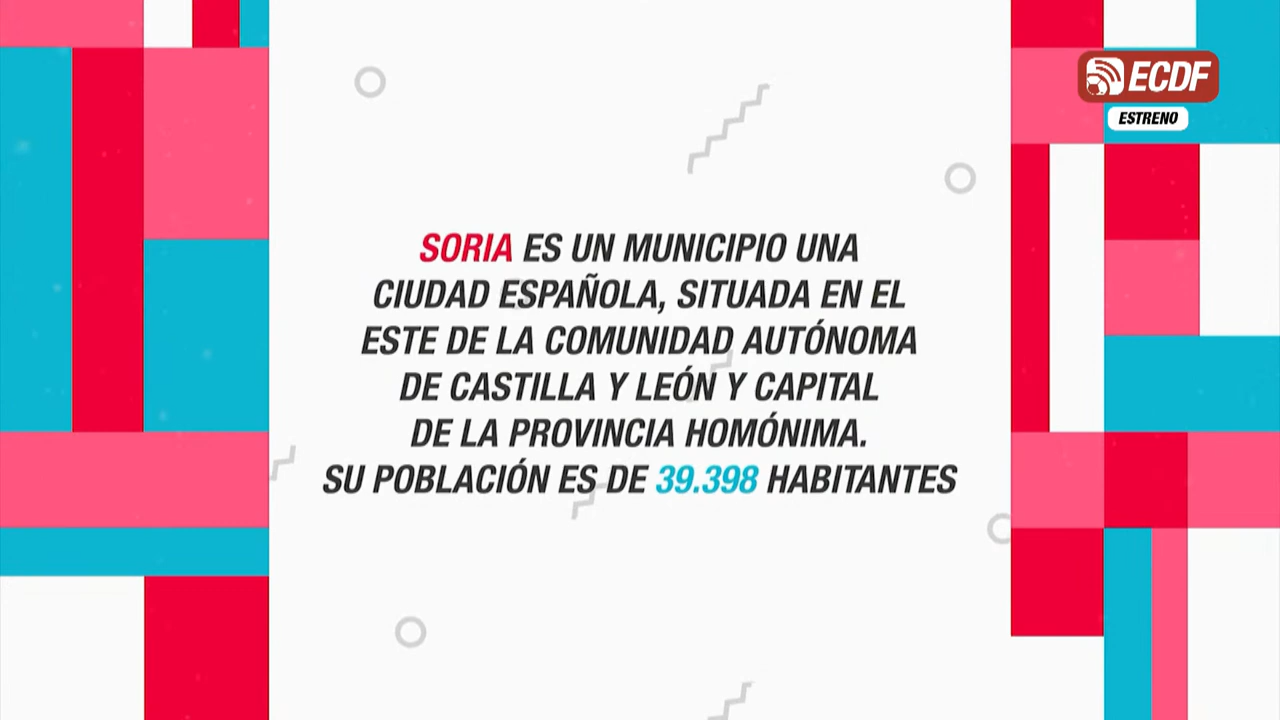 ECDF
ESTRENO
SORIA ES UN MUNICIPIO UNA
CIUDAD ESPAÑOLA, SITUADA EN EL
ESTE DE LA COMUNIDAD AUTÓNOMA
DE CASTILLA Y LEÓN Y CAPITAL
DE LA PROVINCIA HOMÓNIMA.
SU POBLACIÓN ES DE 39.398 HABITANTES